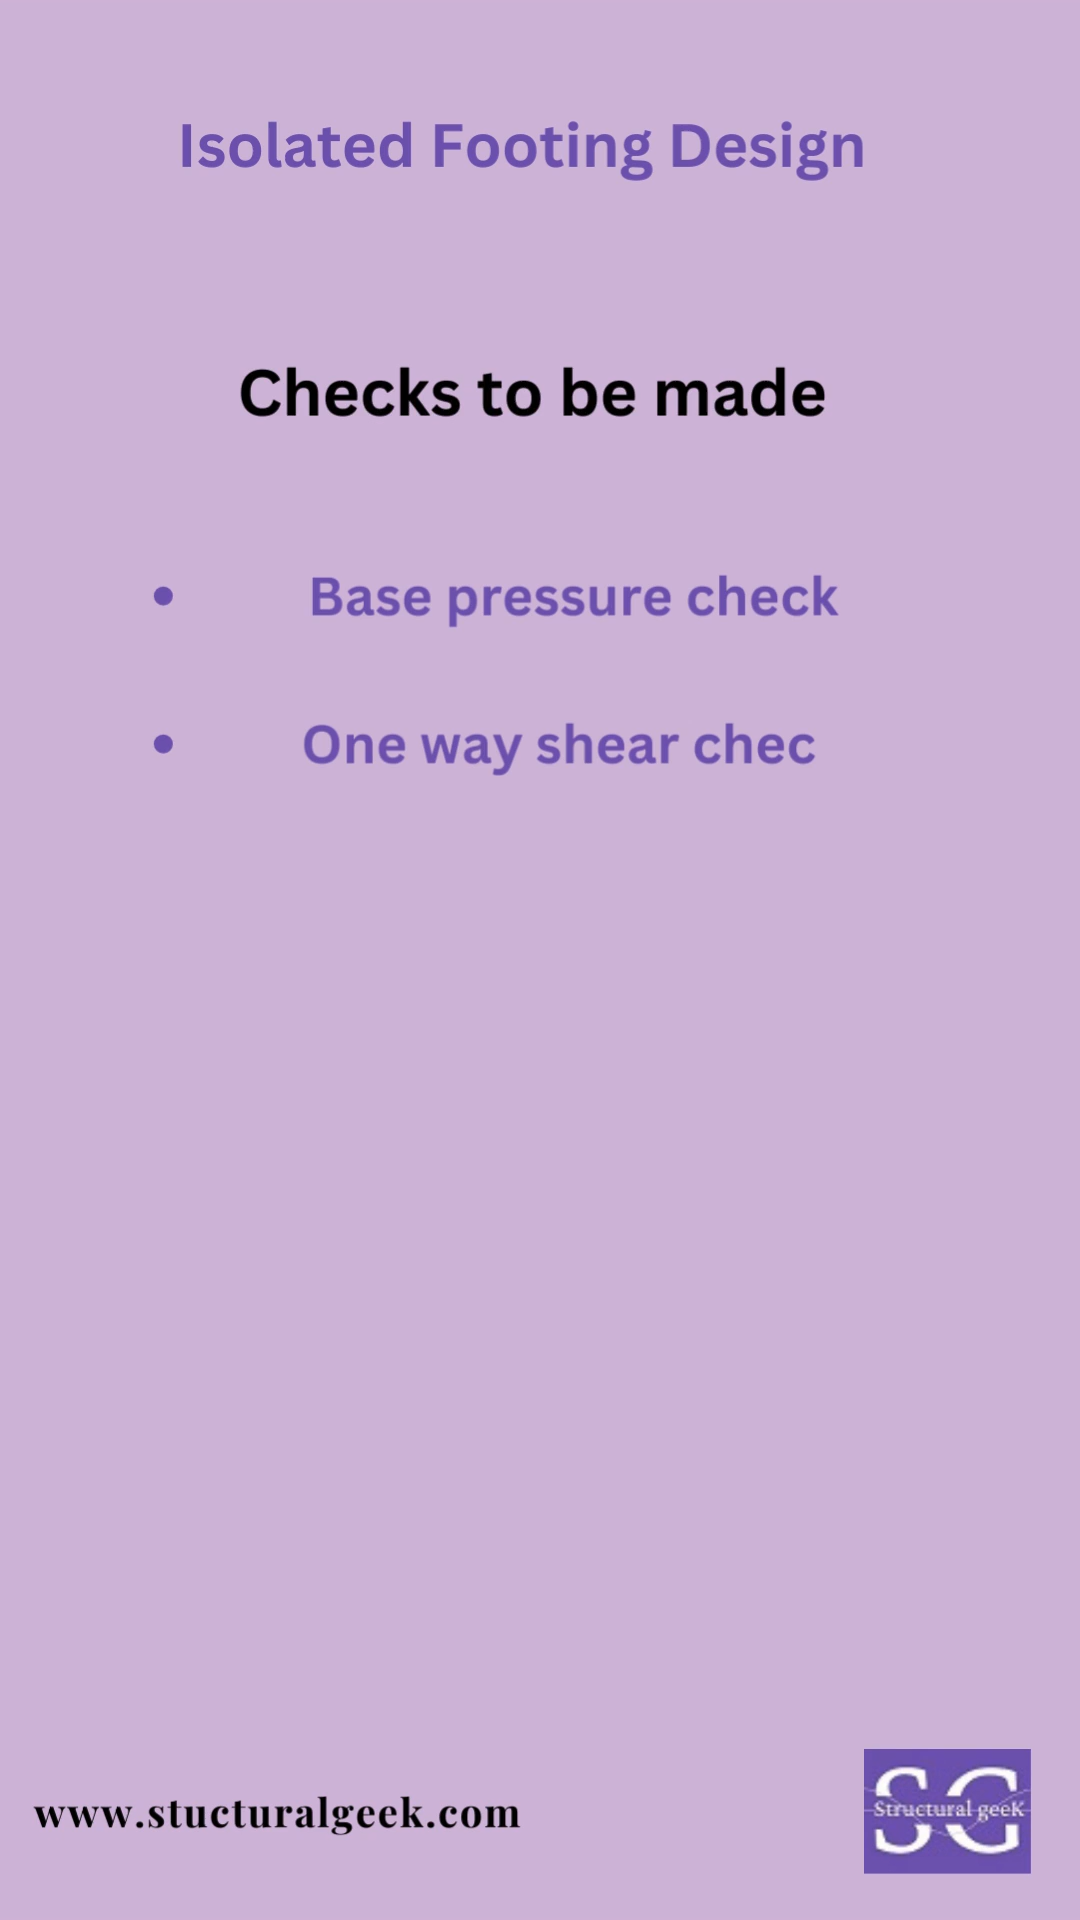 Isolated Footing Design
Checks to be made
• Base pressure check
• One way shear chec
www.stucturalgeek.com
SG
Structural geeK